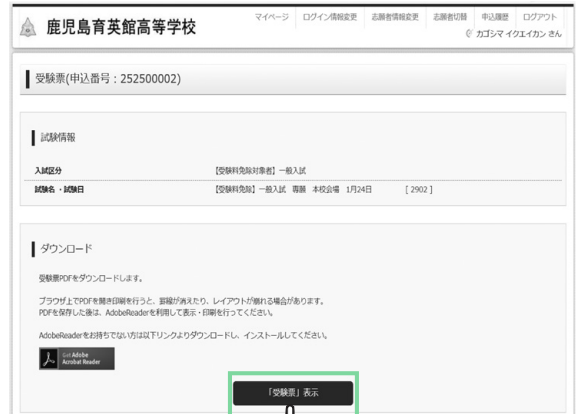 マイページ ログイン情報変更 志願者情報変更 志願者切替 申込履歴 ログアウト
鹿児島育英館高等学校
カゴシマ イクエイカン さん
受験票(申込番号：252500002)
試験情報
入試区分 【受験料免除対象者】一般入試
試験名・試験日 【受験料免除】一般入試 専願 本校会場 1月24日 [ 2902 ]
ダウンロード
受験票PDFをダウンロードします。
ブラウザ上でPDFを開き印刷を行うと、罫線が消えたり、レイアウトが崩れる場合があります。
PDFを保存した後は、AdobeReaderを利用して表示・印刷を行ってください。
AdobeReaderをお持ちでない方は以下リンクよりダウンロードし、インストールしてください。
Get Adobe
Acrobat Reader
「受験票」表示